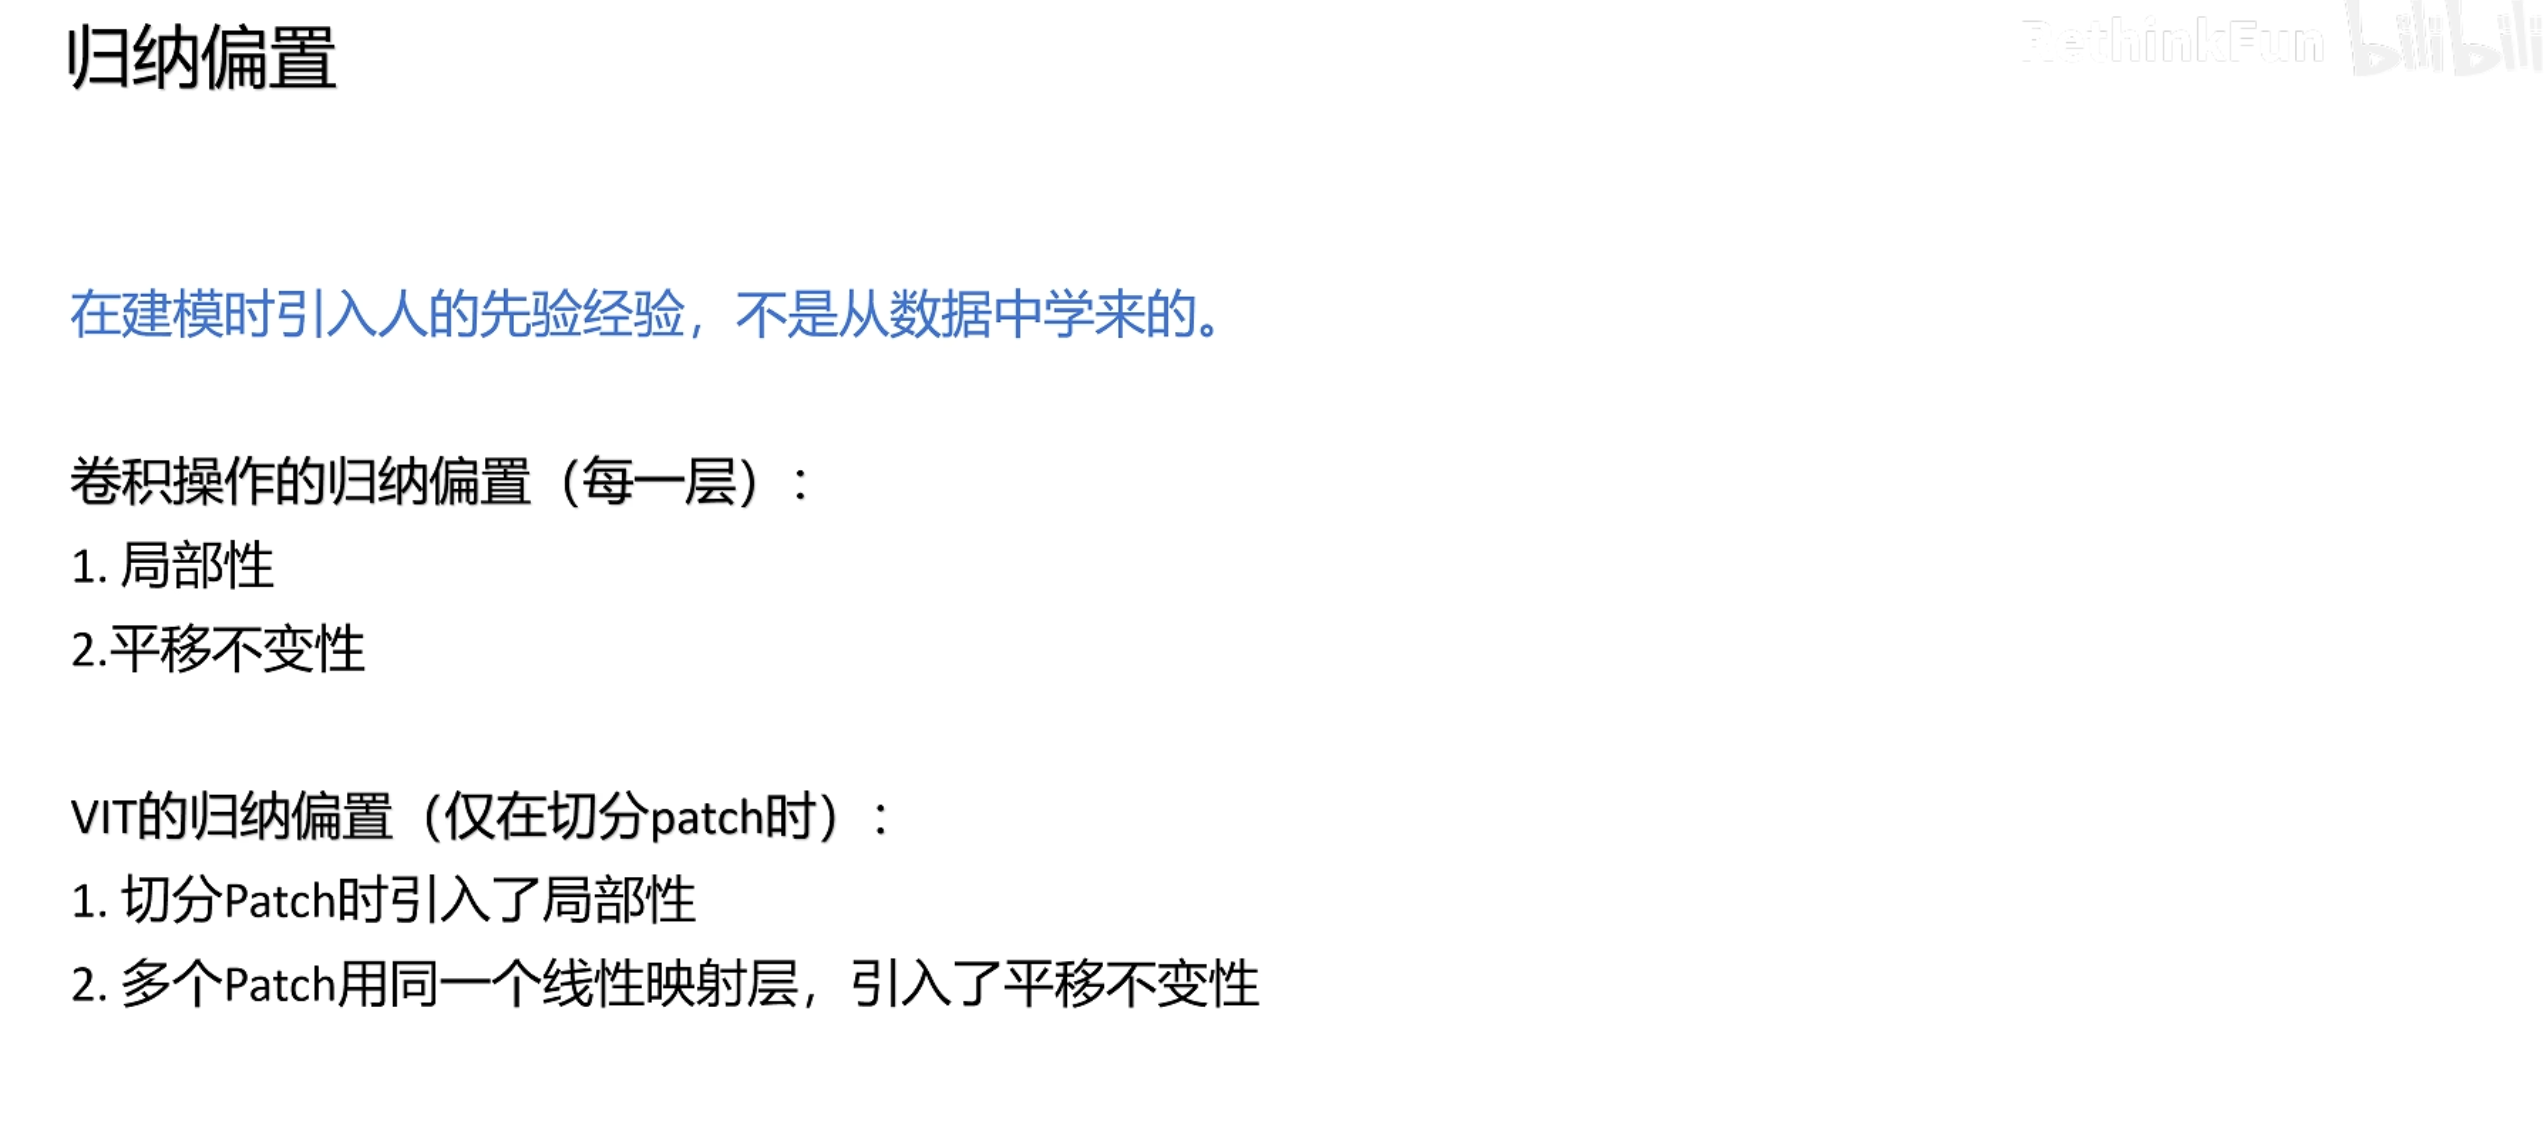 归纳偏置
RethinkFun bilibili
在建模时引入人的先验经验，不是从数据中学来的。
卷积操作的归纳偏置（每一层）：
1. 局部性
2.平移不变性
VIT的归纳偏置（仅在切分patch时）：
1. 切分Patch时引入了局部性
2. 多个Patch用同一个线性映射层，引入了平移不变性